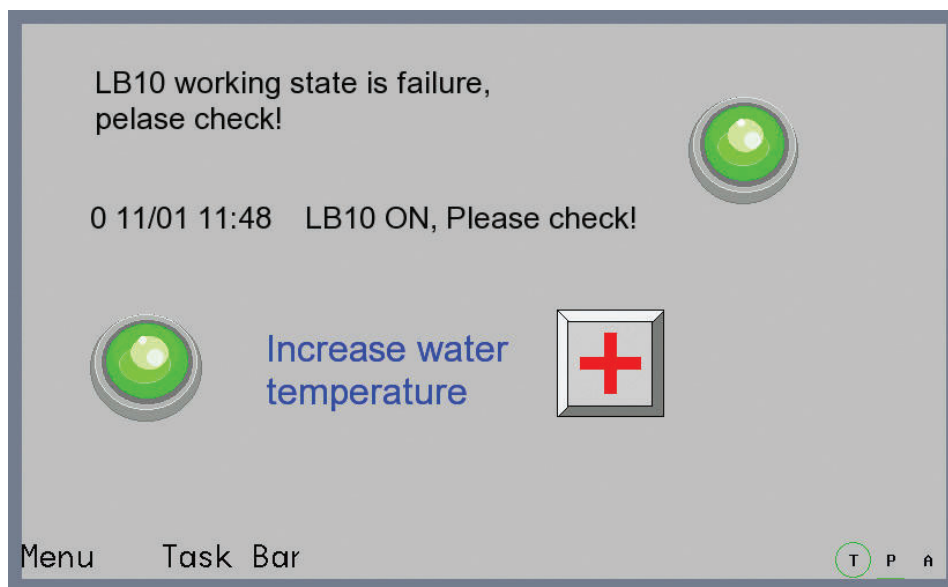 LB10 working state is failure,
pelase check!
0 11/01 11:48 LB10 ON, Please check!
Increase water
temperature
Menu Task Bar T P A